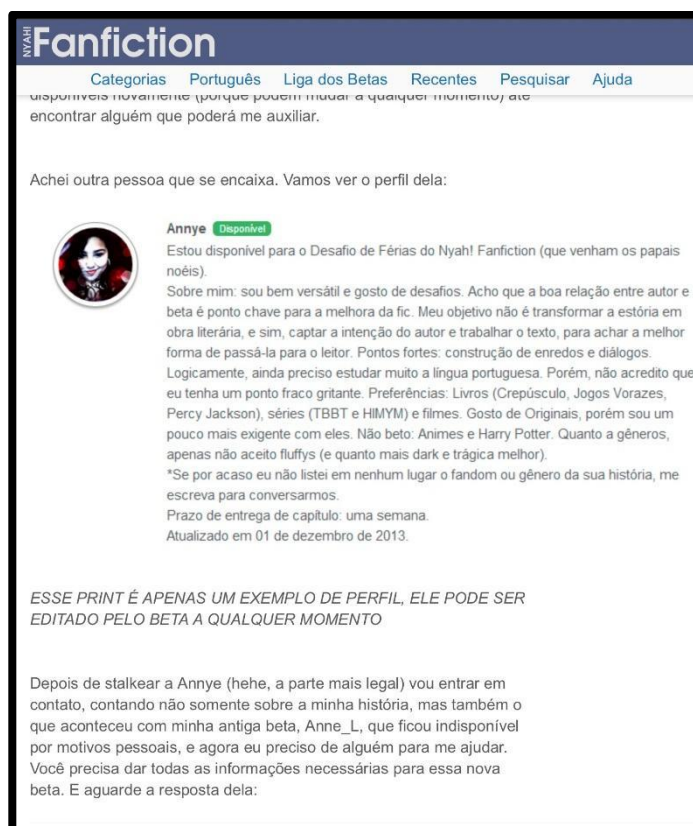 NYAH! Fanfiction
Categorias Português Liga dos Betas Recentes Pesquisar Ajuda
disponíveis novamente (porque podem mudar a qualquer momento) até
encontrar alguém que poderá me auxiliar.
Achei outra pessoa que se encaixa. Vamos ver o perfil dela:
Annye Disponível
Estou disponível para o Desafio de Férias do Nyah! Fanfiction (que venham os papais
noéis).
Sobre mim: sou bem versátil e gosto de desafios. Acho que a boa relação entre autor e
beta é ponto chave para a melhora da fic. Meu objetivo não é transformar a estória em
obra literária, e sim, captar a intenção do autor e trabalhar o texto, para achar a melhor
forma de passá-la para o leitor. Pontos fortes: construção de enredos e diálogos.
Logicamente, ainda preciso estudar muito a língua portuguesa. Porém, não acredito que
eu tenha um ponto fraco gritante. Preferências: Livros (Crepúsculo, Jogos Vorazes,
Percy Jackson), séries (TBBT e HIMYM) e filmes. Gosto de Originais, porém sou um
pouco mais exigente com eles. Não beto: Animes e Harry Potter. Quanto a gêneros,
apenas não aceito fluffys (e quanto mais dark e trágica melhor).
*Se por acaso eu não listei em nenhum lugar o fandom ou gênero da sua história, me
escreva para conversarmos.
Prazo de entrega de capítulo: uma semana.
Atualizado em 01 de dezembro de 2013.
ESSE PRINT É APENAS UM EXEMPLO DE PERFIL, ELE PODE SER
EDITADO PELO BETA A QUALQUER MOMENTO
Depois de stalkear a Annye (hehe, a parte mais legal) vou entrar em
contato, contando não somente sobre a minha história, mas também o
que aconteceu com minha antiga beta, Anne_L, que ficou indisponível
por motivos pessoais, e agora eu preciso de alguém para me ajudar.
Você precisa dar todas as informações necessárias para essa nova
beta. E aguarde a resposta dela: